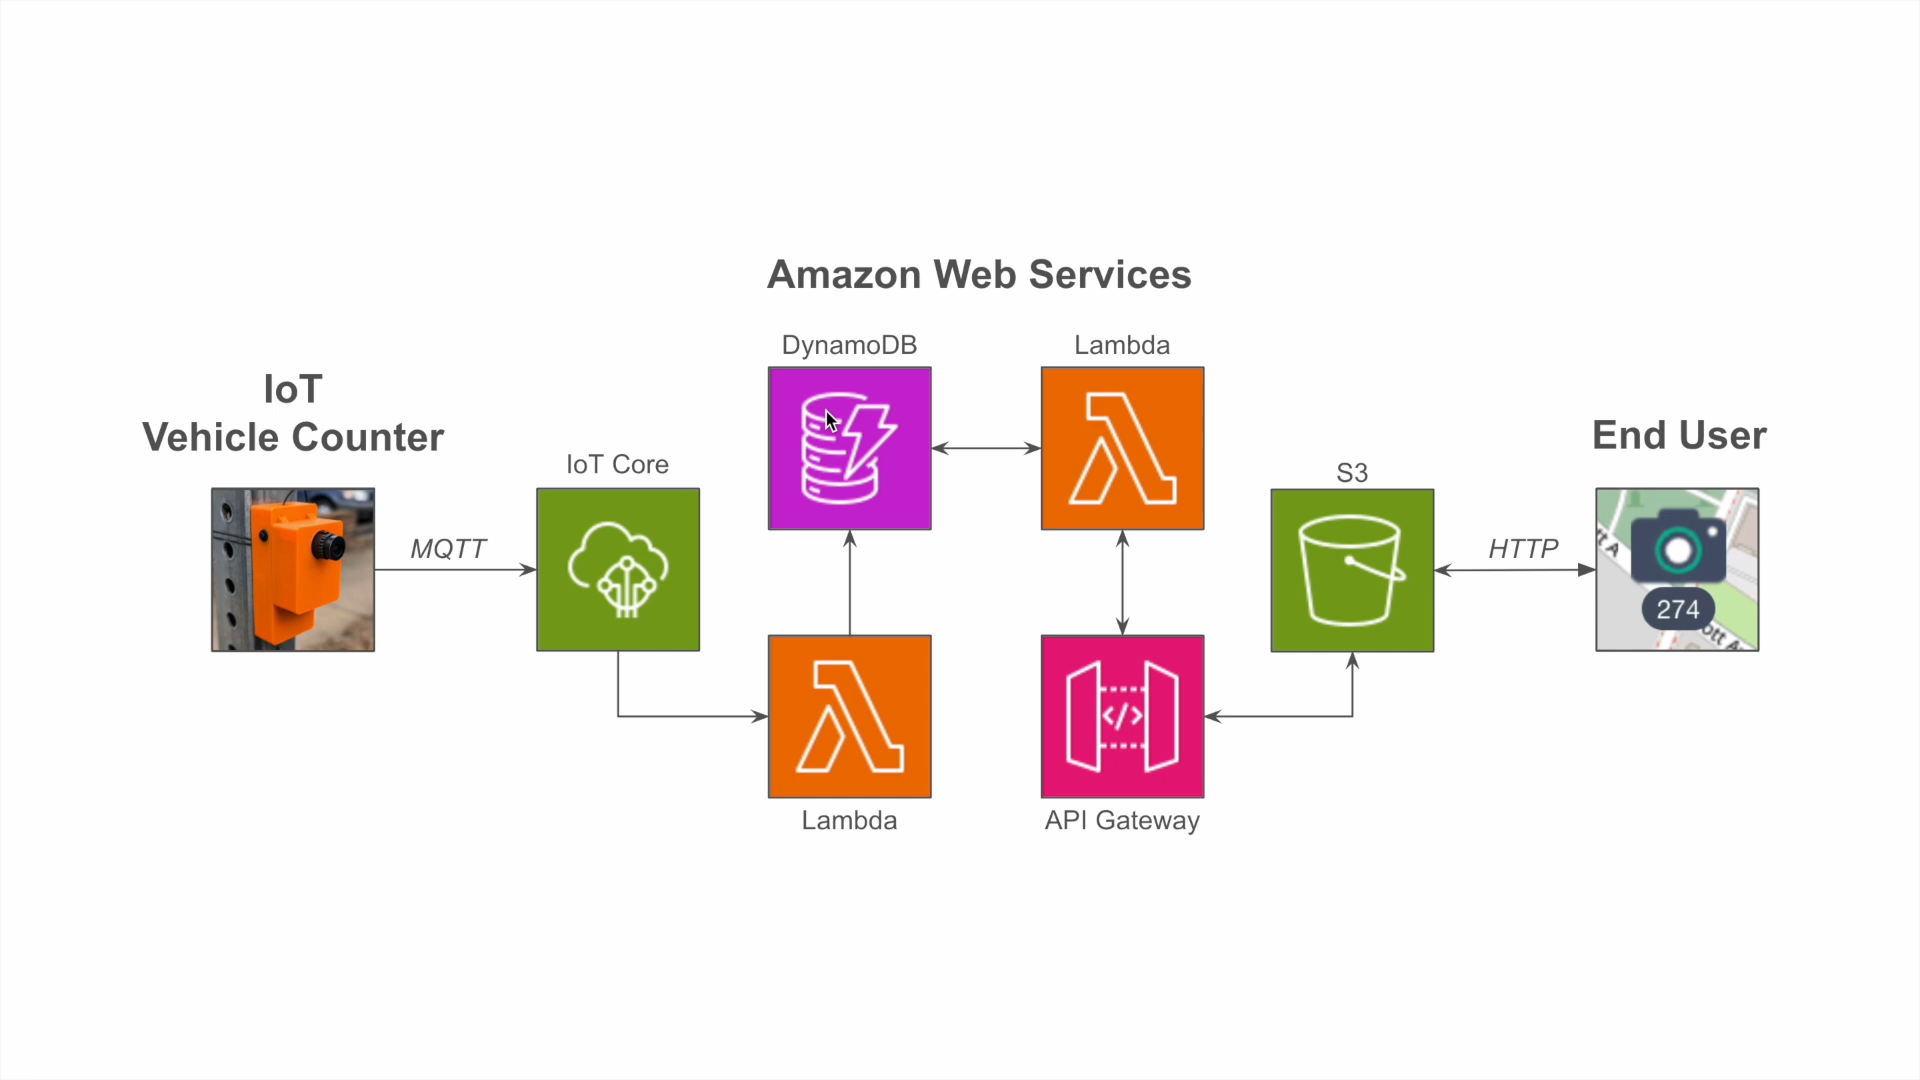 Amazon Web Services
IoT
Vehicle Counter
MQTT
IoT Core
DynamoDB
Lambda
</>
Lambda
API Gateway
S3
HTTP
End User
274